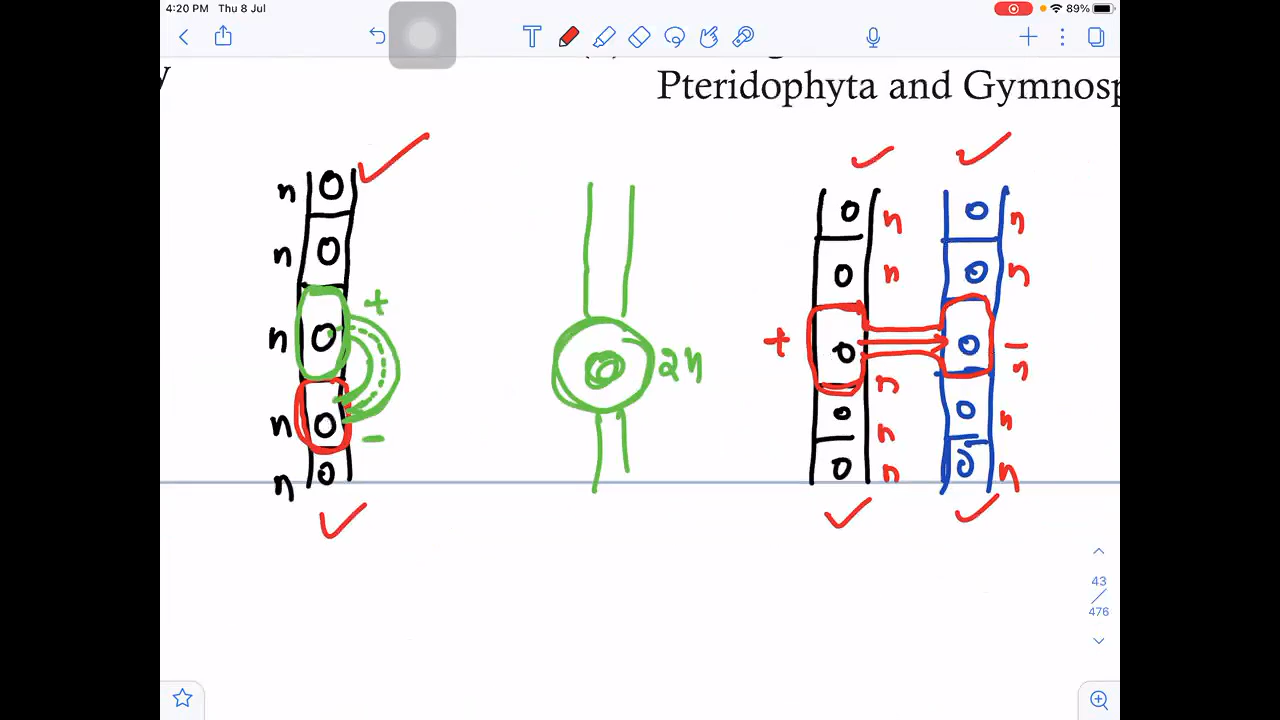 4:20 PM Thu 8 Jul
89%
T
Pteridophyta and Gymnosp
n
n
n +
n -
n
2n
n n
n n
+ -
n n
n n
n n
43
/
476